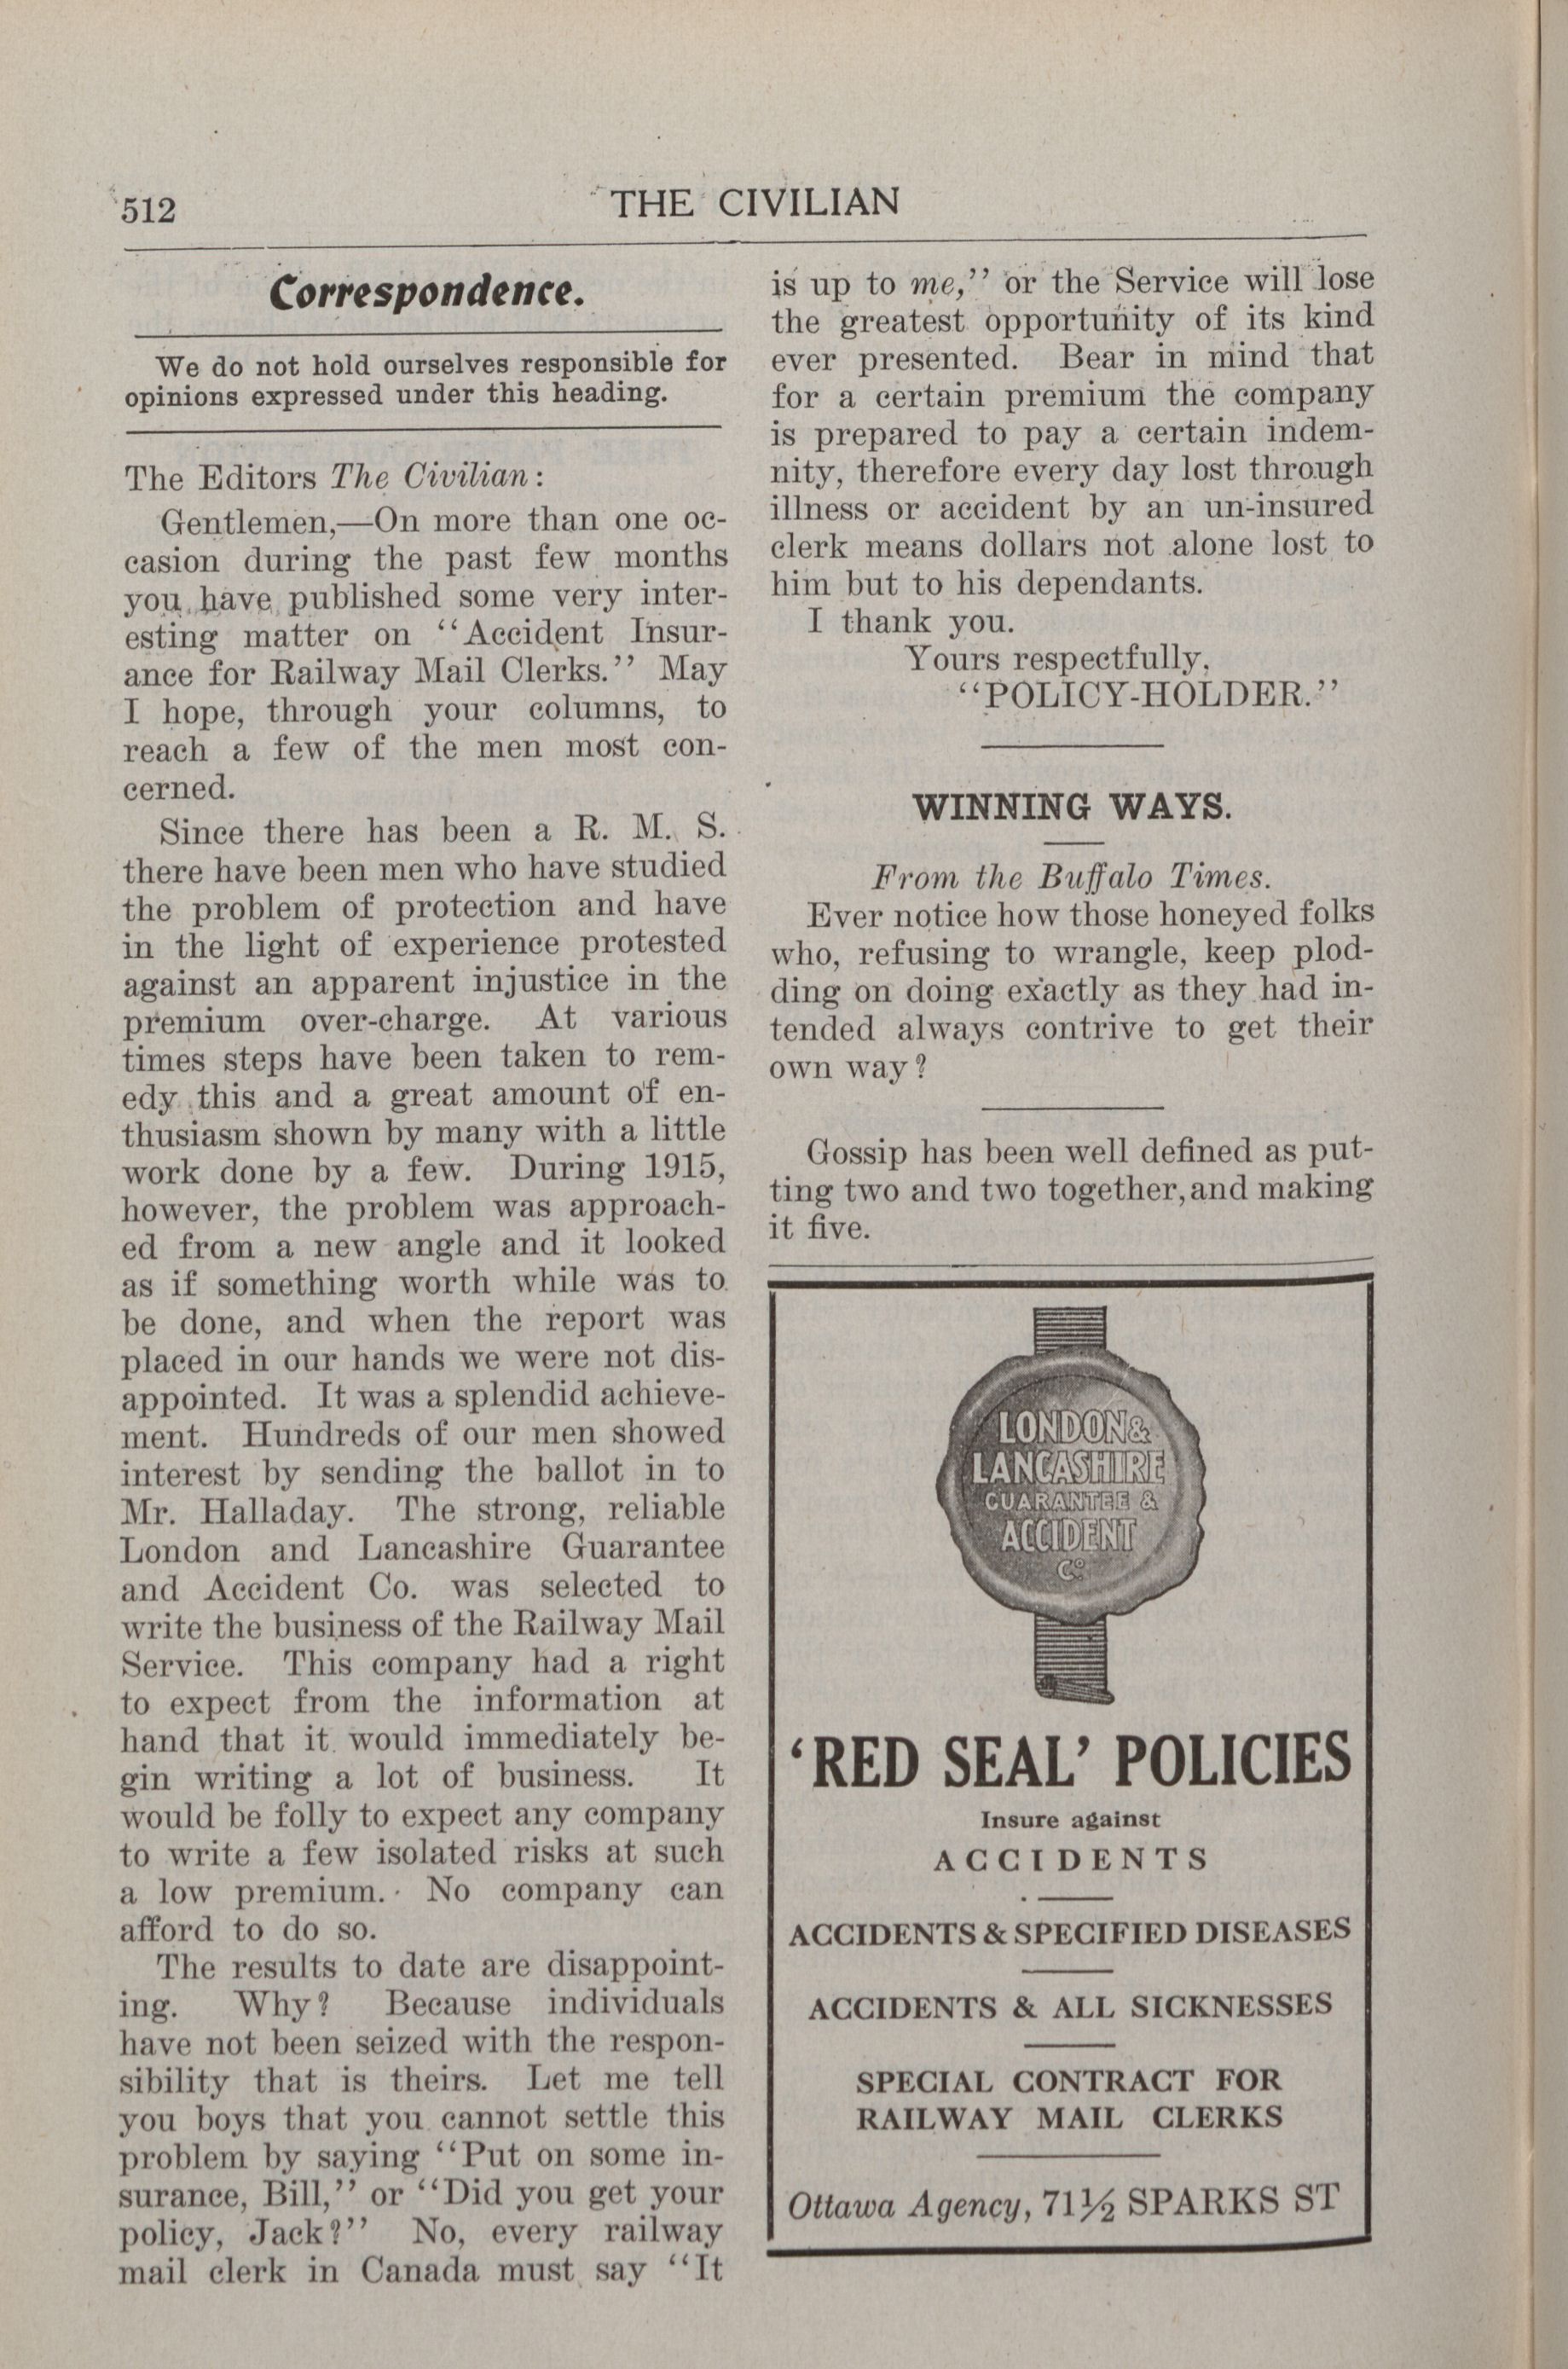 512
THE CIVILIAN
Correspondence.
We do not hold ourselves responsible for
opinions expressed under this heading.
The Editors The Civilian:
Gentlemen,—On more than one oc-
casion during the past few months
you have published some very inter-
esting matter on "Accident Insur-
ance for Railway Mail Clerks." May
I hope, through your columns, to
reach a few of the men most con-
cerned.
Since there has been a R. M. S.
there have been men who have studied
the problem of protection and have
in the light of experience protested
against an apparent injustice in the
premium over-charge. At various
times steps have been taken to rem-
edy this and a great amount of en-
thusiasm shown by many with a little
work done by a few. During 1915,
however, the problem was approach-
ed from a new angle and it looked
as if something worth while was to
be done, and when the report was
placed in our hands we were not dis-
appointed. It was a splendid achieve-
ment. Hundreds of our men showed
interest by sending the ballot in to
Mr. Halladay. The strong, reliable
London and Lancashire Guarantee
and Accident Co. was selected to
write the business of the Railway Mail
Service. This company had a right
to expect from the information at
hand that it would immediately be-
gin writing a lot of business. It
would be folly to expect any company
to write a few isolated risks at such
a low premium. No company can
afford to do so.
The results to date are disappoint-
ing. Why? Because individuals
have not been seized with the respon-
sibility that is theirs. Let me tell
you boys that you cannot settle this
problem by saying "Put on some in-
surance, Bill," or "Did you get your
policy, Jack?" No, every railway
mail clerk in Canada must say "It
is up to me," or the Service will lose
the greatest opportunity of its kind
ever presented. Bear in mind that
for a certain premium the company
is prepared to pay a certain indem-
nity, therefore every day lost through
illness or accident by an un-insured
clerk means dollars not alone lost to
him but to his dependants.
I thank you.
Yours respectfully,
"POLICY-HOLDER."
WINNING WAYS.
From the Buffalo Times.
Ever notice how those honeyed folks
who, refusing to wrangle, keep plod-
ding on doing exactly as they had in-
tended always contrive to get their
own way?
Gossip has been well defined as put-
ting two and two together, and making
it five.
LONDON &
LANCASHIRE
GUARANTEE &
ACCIDENT
Co
'RED SEAL' POLICIES
Insure against
ACCIDENTS
ACCIDENTS & SPECIFIED DISEASES
ACCIDENTS & ALL SICKNESSES
SPECIAL CONTRACT FOR
RAILWAY MAIL CLERKS
Ottawa Agency, 71½ SPARKS ST